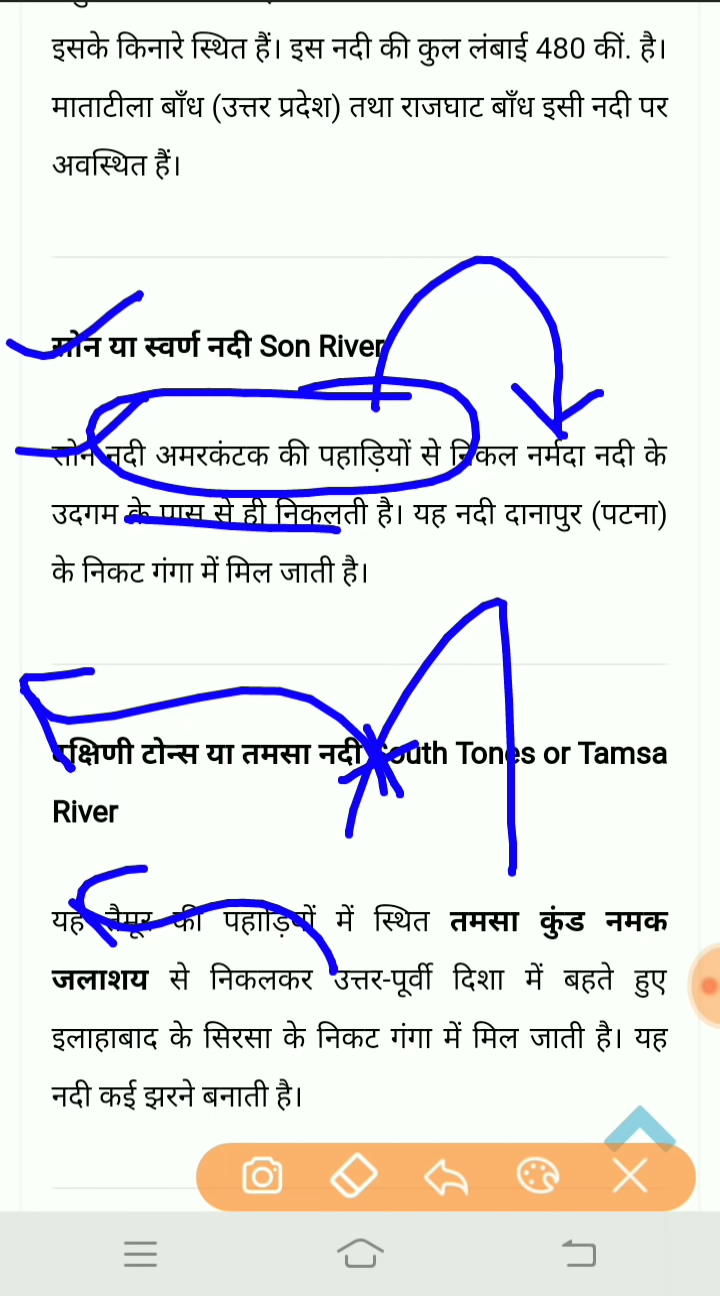 इसके किनारे स्थित हैं। इस नदी की कुल लंबाई 480 कीं. है।
माताटीला बाँध (उत्तर प्रदेश) तथा राजघाट बाँध इसी नदी पर
अवस्थित हैं।
सोन या स्वर्ण नदी Son River
सोन नदी अमरकंटक की पहाड़ियों से निकल नर्मदा नदी के
उदगम के पास से ही निकलती है। यह नदी दानापुर (पटना)
के निकट गंगा में मिल जाती है।
दक्षिणी टोन्स या तमसा नदी South Tones or Tamsa
River
यह कैमूर की पहाड़ियों में स्थित तमसा कुंड नमक
जलाशय से निकलकर उत्तर-पूर्वी दिशा में बहते हुए
इलाहाबाद के सिरसा के निकट गंगा में मिल जाती है। यह
नदी कई झरने बनाती है।